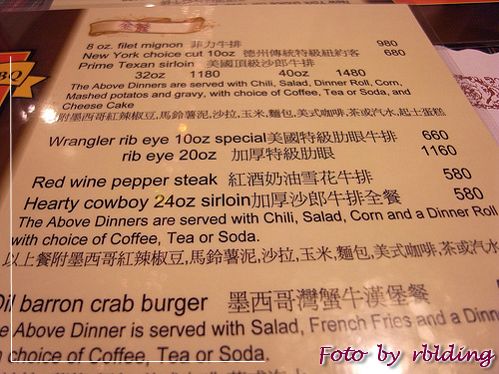 全餐
8 oz. filet mignon 菲力牛排 980
New York choice cut 10oz 德州傳統特級紐約客 680
Prime Texan sirloin 美國頂級沙郎牛排
32oz 1180 40oz 1480
The Above Dinners are served with Chili, Salad, Dinner Roll, Corn,
Mashed potatos and gravy, with choice of Coffee, Tea or Soda, and
Cheese Cake
附墨西哥紅辣椒豆,馬鈴薯泥,沙拉,玉米,麵包,美式咖啡,茶或汽水,起士蛋糕
Wrangler rib eye 10oz special美國特級肋眼牛排 660
rib eye 20oz 加厚特級肋眼 1160
Red wine pepper steak 紅酒奶油雪花牛排 580
Hearty cowboy 24oz sirloin加厚沙郎牛排全餐 580
The Above Dinners are served with Chili, Salad, Corn and a Dinner Roll
with choice of Coffee, Tea or Soda.
以上餐附墨西哥紅辣椒豆,馬鈴薯泥,沙拉,玉米,麵包,美式咖啡,茶或汽水
Oil barron crab burger 墨西哥灣蟹牛漢堡餐
The Above Dinner is served with Salad, French Fries and a Dinn
h choice of Coffee, Tea or Soda.
Foto by rblding